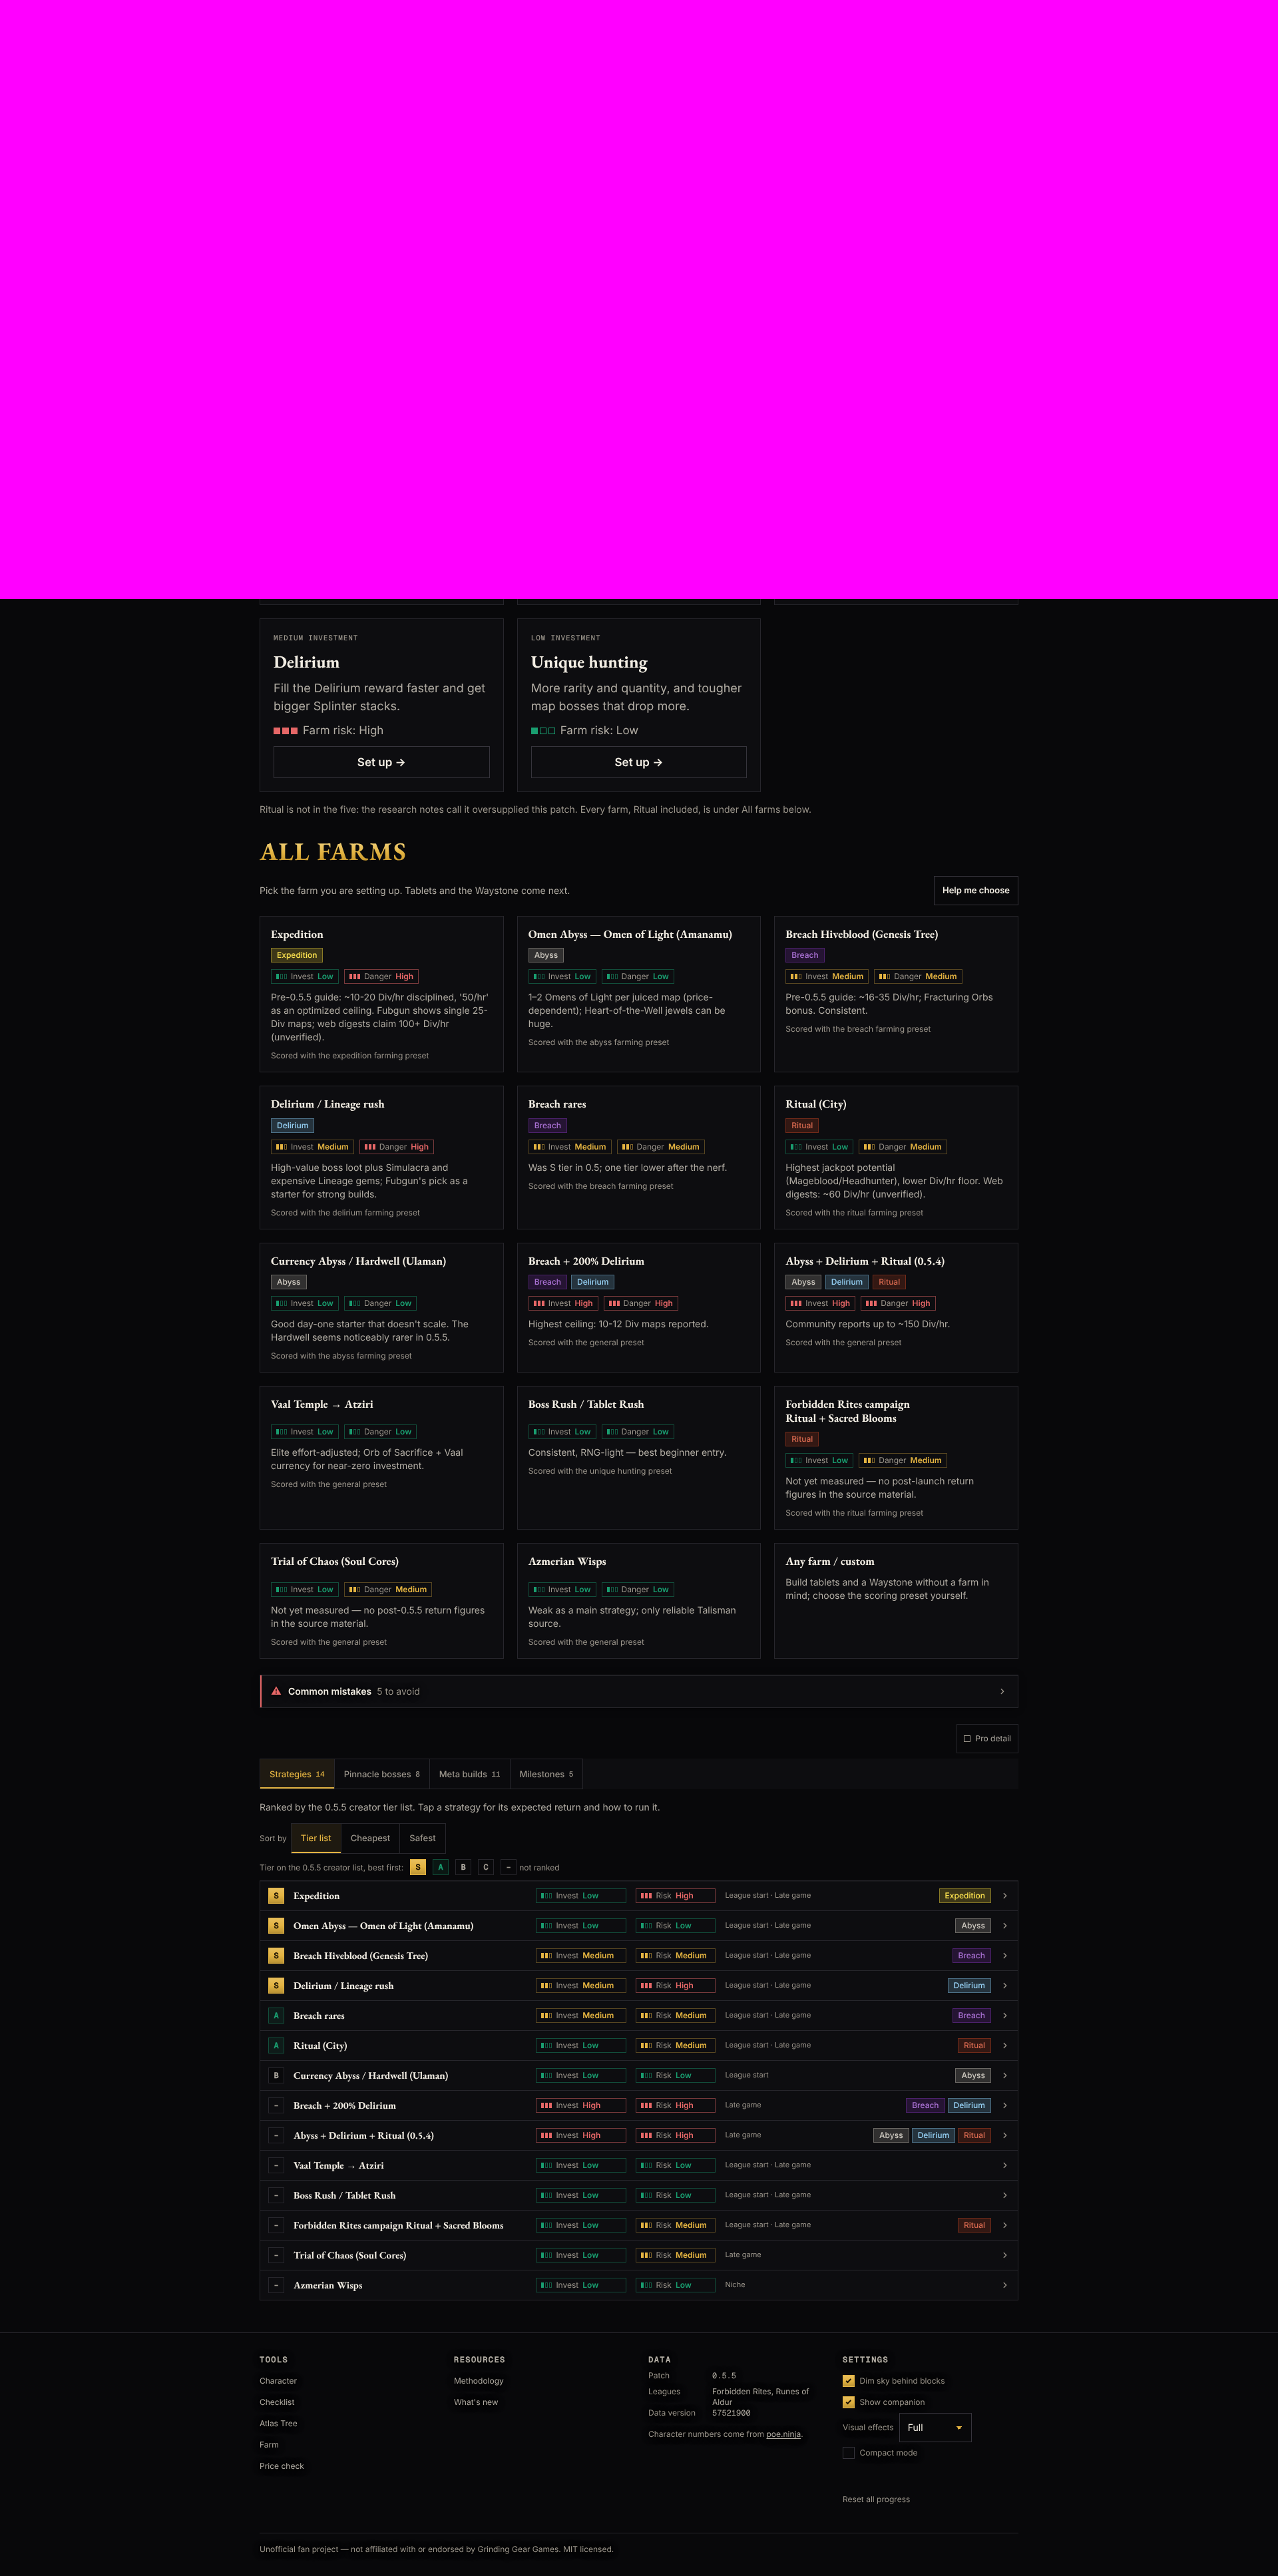 MEDIUM INVESTMENT
Delirium
Fill the Delirium reward faster and get
bigger Splinter stacks.
Farm risk: High
Set up →
LOW INVESTMENT
Unique hunting
More rarity and quantity, and tougher
map bosses that drop more.
Farm risk: Low
Set up →
Ritual is not in the five: the research notes call it oversupplied this patch. Every farm, Ritual included, is under All farms below.
ALL FARMS
Pick the farm you are setting up. Tablets and the Waystone come next.
Help me choose
Expedition
Expedition
Invest Low Danger High
Pre-0.5.5 guide: ~10-20 Div/hr disciplined, '50/hr'
as an optimized ceiling. Fubgun shows single 25-
Div maps; web digests claim 100+ Div/hr
(unverified).
Scored with the expedition farming preset
Omen Abyss — Omen of Light (Amanamu)
Abyss
Invest Low Danger Low
1–2 Omens of Light per juiced map (price-
dependent); Heart-of-the-Well jewels can be
huge.
Scored with the abyss farming preset
Breach Hiveblood (Genesis Tree)
Breach
Invest Medium Danger Medium
Pre-0.5.5 guide: ~16-35 Div/hr; Fracturing Orbs
bonus. Consistent.
Scored with the breach farming preset
Delirium / Lineage rush
Delirium
Invest Medium Danger High
High-value boss loot plus Simulacra and
expensive Lineage gems; Fubgun's pick as a
starter for strong builds.
Scored with the delirium farming preset
Breach rares
Breach
Invest Medium Danger Medium
Was S tier in 0.5; one tier lower after the nerf.
Scored with the breach farming preset
Ritual (City)
Ritual
Invest Low Danger Medium
Highest jackpot potential
(Mageblood/Headhunter), lower Div/hr floor. Web
digests: ~60 Div/hr (unverified).
Scored with the ritual farming preset
Currency Abyss / Hardwell (Ulaman)
Abyss
Invest Low Danger Low
Good day-one starter that doesn't scale. The
Hardwell seems noticeably rarer in 0.5.5.
Scored with the abyss farming preset
Breach + 200% Delirium
Breach Delirium
Invest High Danger High
Highest ceiling: 10-12 Div maps reported.
Scored with the general preset
Abyss + Delirium + Ritual (0.5.4)
Abyss Delirium Ritual
Invest High Danger High
Community reports up to ~150 Div/hr.
Scored with the general preset
Vaal Temple → Atziri
Invest Low Danger Low
Elite effort-adjusted; Orb of Sacrifice + Vaal
currency for near-zero investment.
Scored with the general preset
Boss Rush / Tablet Rush
Invest Low Danger Low
Consistent, RNG-light — best beginner entry.
Scored with the unique hunting preset
Forbidden Rites campaign
Ritual + Sacred Blooms
Ritual
Invest Low Danger Medium
Not yet measured — no post-launch return
figures in the source material.
Scored with the ritual farming preset
Trial of Chaos (Soul Cores)
Invest Low Danger Medium
Not yet measured — no post-0.5.5 return figures
in the source material.
Scored with the general preset
Azmerian Wisps
Invest Low Danger Low
Weak as a main strategy; only reliable Talisman
source.
Scored with the general preset
Any farm / custom
Build tablets and a Waystone without a farm in
mind; choose the scoring preset yourself.
Common mistakes 5 to avoid
Pro detail
Strategies 14 Pinnacle bosses 8 Meta builds 11 Milestones 5
Ranked by the 0.5.5 creator tier list. Tap a strategy for its expected return and how to run it.
Sort by Tier list Cheapest Safest
Tier on the 0.5.5 creator list, best first: S A B C – not ranked
S Expedition Invest Low Risk High League start · Late game Expedition
S Omen Abyss — Omen of Light (Amanamu) Invest Low Risk Low League start · Late game Abyss
S Breach Hiveblood (Genesis Tree) Invest Medium Risk Medium League start · Late game Breach
S Delirium / Lineage rush Invest Medium Risk High League start · Late game Delirium
A Breach rares Invest Medium Risk Medium League start · Late game Breach
A Ritual (City) Invest Low Risk Medium League start · Late game Ritual
B Currency Abyss / Hardwell (Ulaman) Invest Low Risk Low League start Abyss
– Breach + 200% Delirium Invest High Risk High Late game Breach Delirium
– Abyss + Delirium + Ritual (0.5.4) Invest High Risk High Late game Abyss Delirium Ritual
– Vaal Temple → Atziri Invest Low Risk Low League start · Late game
– Boss Rush / Tablet Rush Invest Low Risk Low League start · Late game
– Forbidden Rites campaign Ritual + Sacred Blooms Invest Low Risk Medium League start · Late game Ritual
– Trial of Chaos (Soul Cores) Invest Low Risk Medium Late game
– Azmerian Wisps Invest Low Risk Low Niche
TOOLS
Character
Checklist
Atlas Tree
Farm
Price check
RESOURCES
Methodology
What's new
DATA
Patch 0.5.5
Leagues Forbidden Rites, Runes of
Aldur
Data version 57521900
Character numbers come from poe.ninja.
SETTINGS
Dim sky behind blocks
Show companion
Visual effects Full
Compact mode
Reset all progress
Unofficial fan project — not affiliated with or endorsed by Grinding Gear Games. MIT licensed.